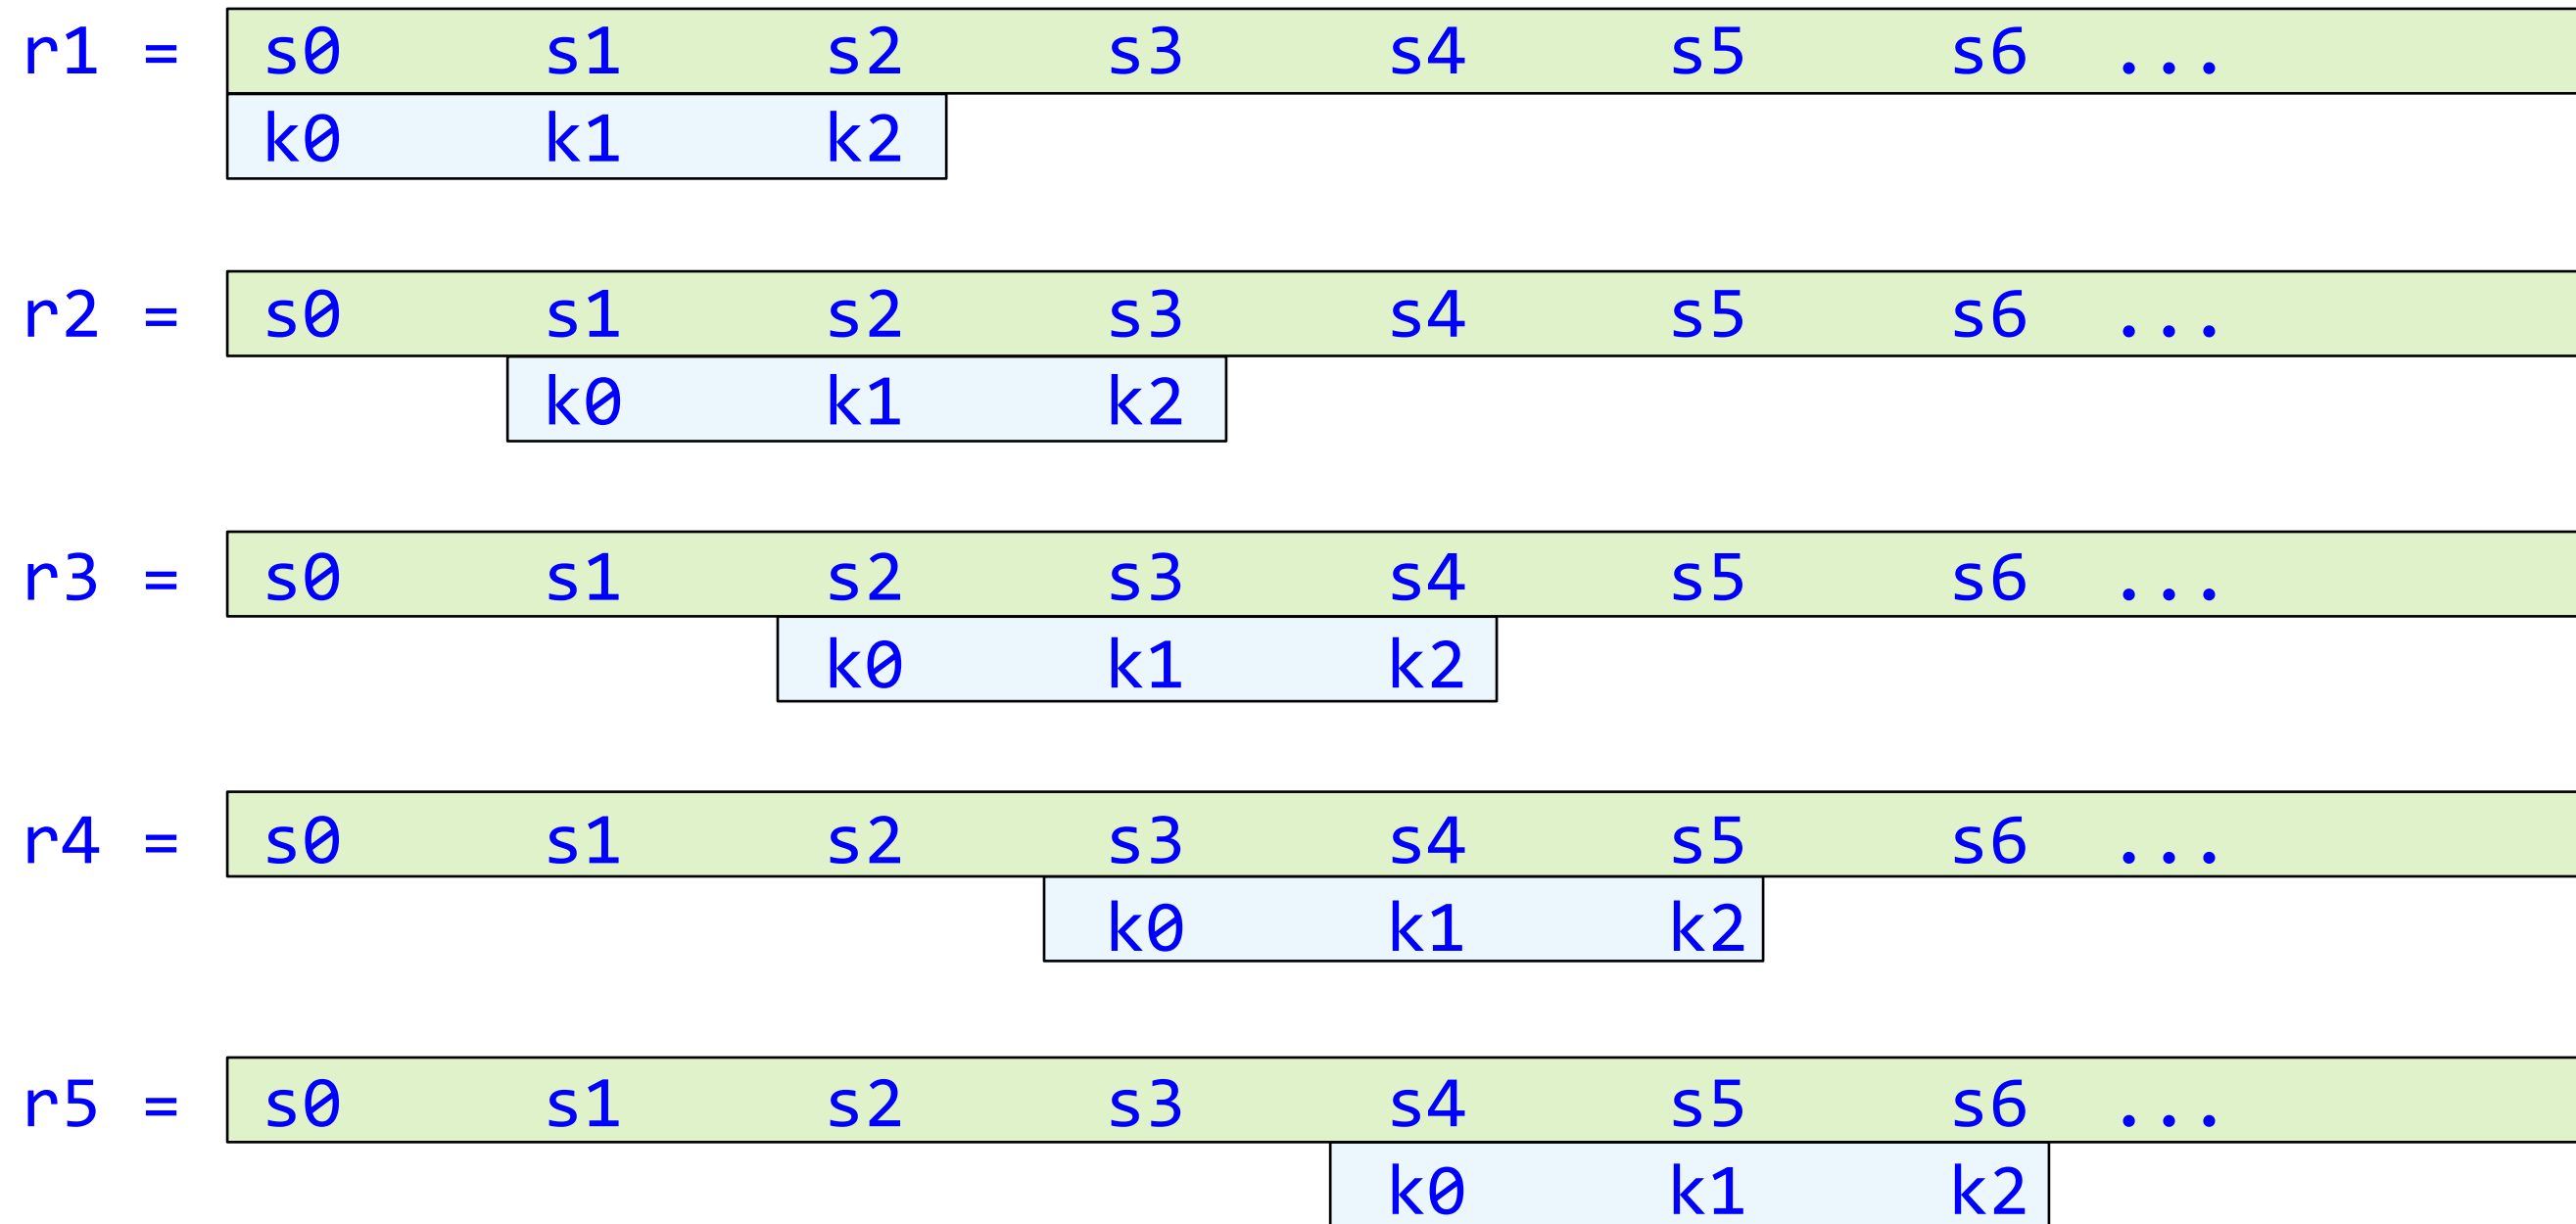 r1 = s0 s1 s2 s3 s4 s5 s6 ...
k0 k1 k2
r2 = s0 s1 s2 s3 s4 s5 s6 ...
k0 k1 k2
r3 = s0 s1 s2 s3 s4 s5 s6 ...
k0 k1 k2
r4 = s0 s1 s2 s3 s4 s5 s6 ...
k0 k1 k2
r5 = s0 s1 s2 s3 s4 s5 s6 ...
k0 k1 k2